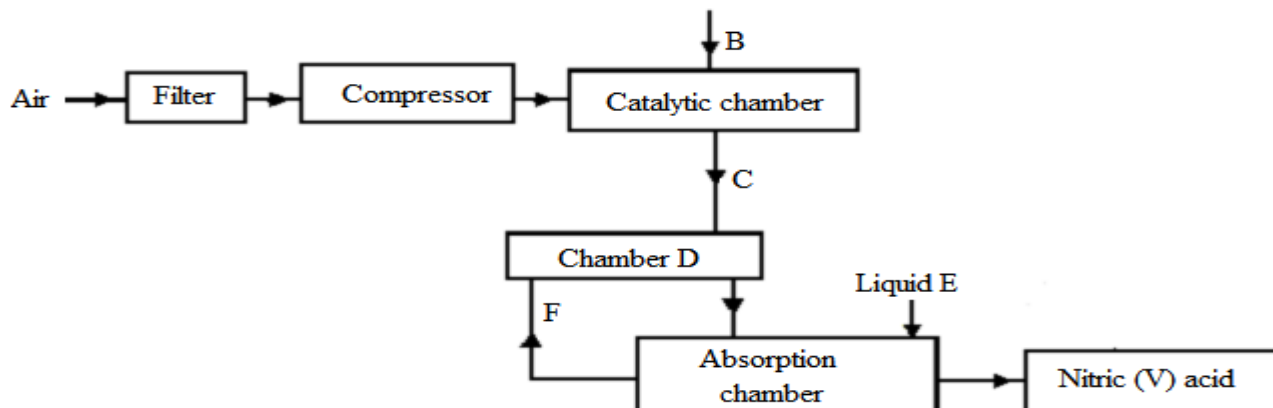 B
Air
Filter
Compressor
Catalytic chamber
C
Chamber D
Liquid E
F
Absorption
chamber
Nitric (V) acid